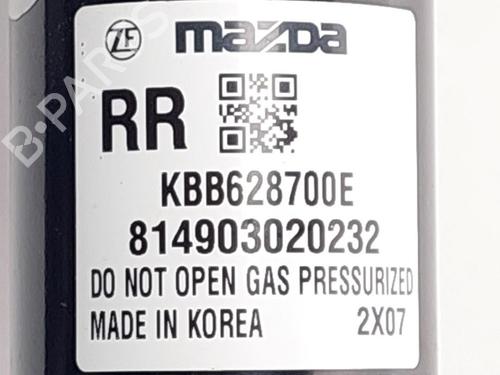 ZF mazda
RR
KBB628700E
814903020232
DO NOT OPEN GAS PRESSURIZED
MADE IN KOREA 2X07
B-PARTS